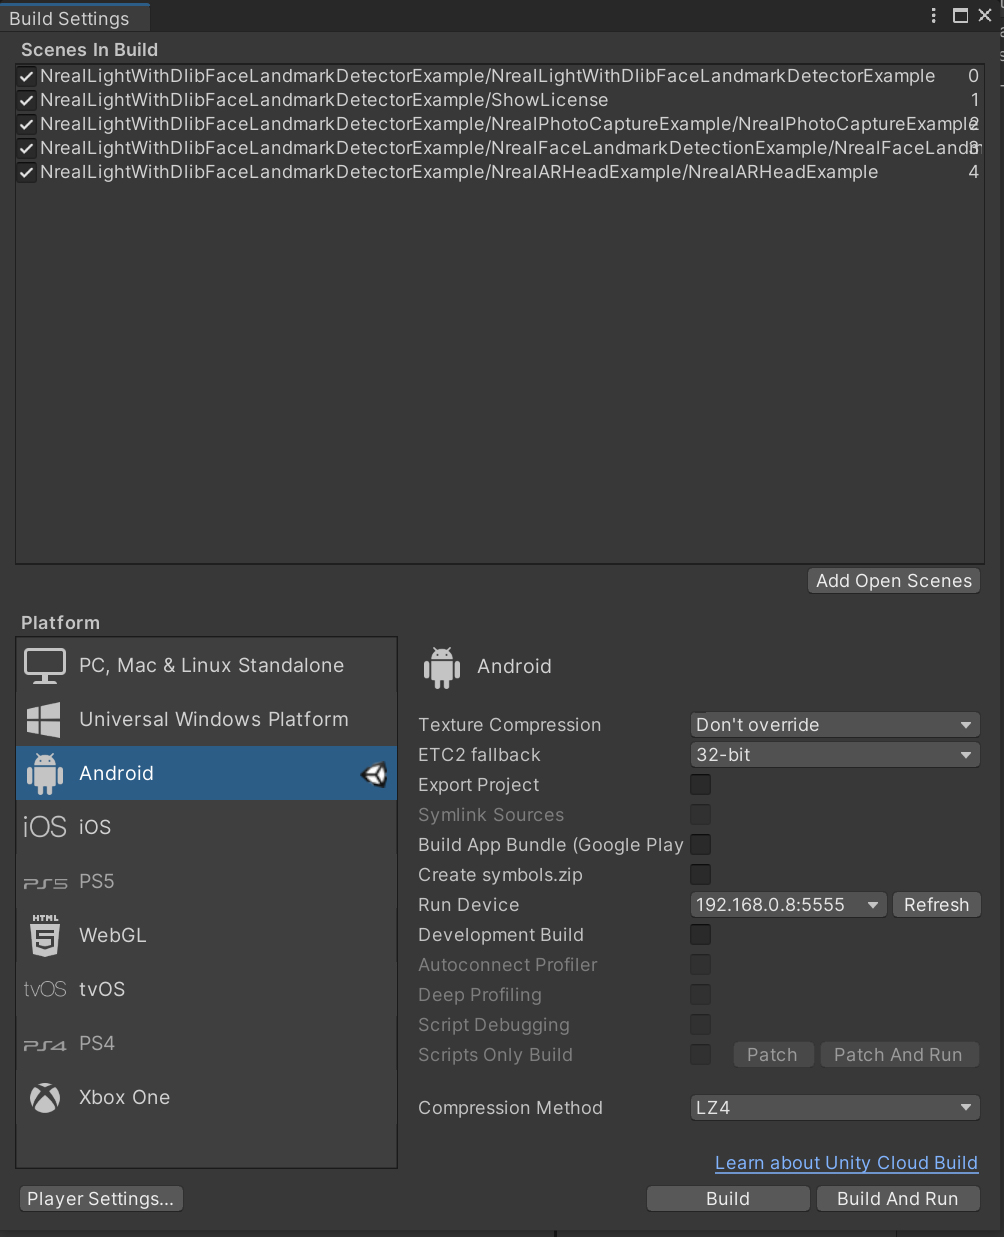 Build Settings
Scenes In Build
NrealLightWithDlibFaceLandmarkDetectorExample/NrealLightWithDlibFaceLandmarkDetectorExample 0
NrealLightWithDlibFaceLandmarkDetectorExample/ShowLicense 1
NrealLightWithDlibFaceLandmarkDetectorExample/NrealPhotoCaptureExample/NrealPhotoCaptureExample 2
NrealLightWithDlibFaceLandmarkDetectorExample/NrealFaceLandmarkDetectionExample/NrealFaceLandm 3
NrealLightWithDlibFaceLandmarkDetectorExample/NrealARHeadExample/NrealARHeadExample 4
Add Open Scenes
Platform
PC, Mac & Linux Standalone
Universal Windows Platform
Android
iOS iOS
PS5 PS5
HTML 5 WebGL
tvOS tvOS
PS4 PS4
Xbox One
Android
Texture Compression Don't override
ETC2 fallback 32-bit
Export Project
Symlink Sources
Build App Bundle (Google Play
Create symbols.zip
Run Device 192.168.0.8:5555 Refresh
Development Build
Autoconnect Profiler
Deep Profiling
Script Debugging
Scripts Only Build Patch Patch And Run
Compression Method LZ4
Learn about Unity Cloud Build
Player Settings... Build Build And Run